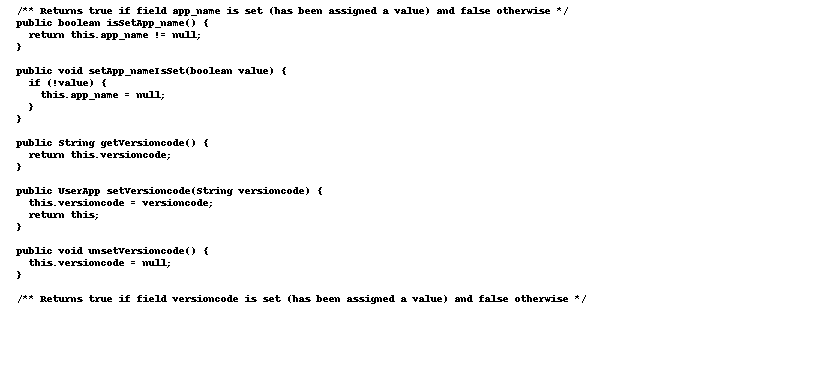 /** Returns true if field app_name is set (has been assigned a value) and false otherwise */
public boolean isSetApp_name() {
return this.app_name != null;
}
public void setApp_nameIsSet(boolean value) {
if (!value) {
this.app_name = null;
}
}
public String getVersioncode() {
return this.versioncode;
}
public UserApp setVersioncode(String versioncode) {
this.versioncode = versioncode;
return this;
}
public void unsetVersioncode() {
this.versioncode = null;
}
/** Returns true if field versioncode is set (has been assigned a value) and false otherwise */